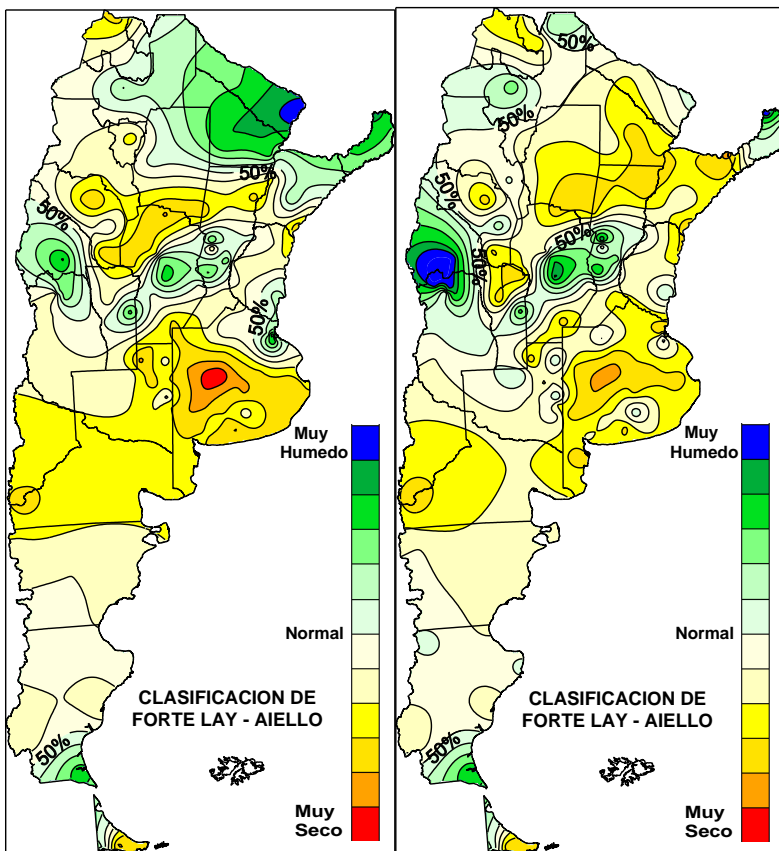 50%
50%
50%
50%
Muy
Humedo
Normal
CLASIFICACION DE
FORTE LAY - AIELLO
50%
Muy
Seco
50%
50%
50%
50%
50%
Muy
Humedo
Normal
CLASIFICACION DE
FORTE LAY - AIELLO
50%
Muy
Seco